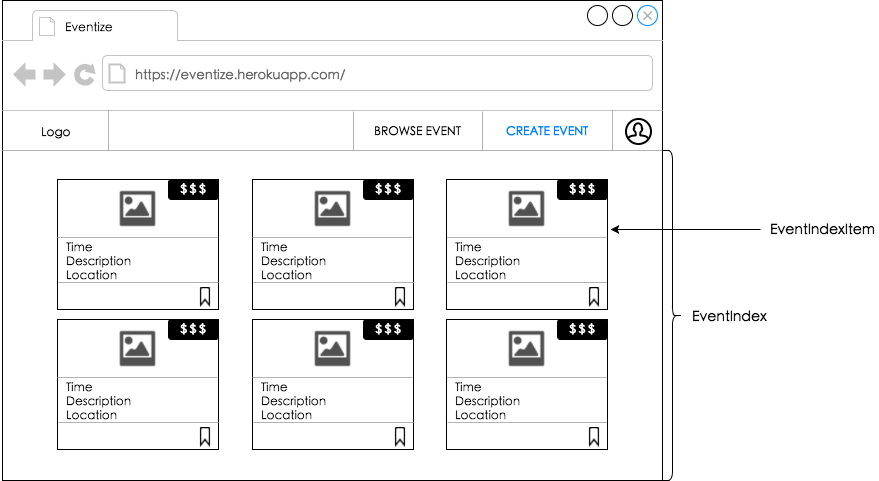 Eventize
https://eventize.herokuapp.com/
Logo
BROWSE EVENT
CREATE EVENT
$$$
Time
Description
Location
$$$
Time
Description
Location
$$$
Time
Description
Location
EventIndexItem
EventIndex
$$$
Time
Description
Location
$$$
Time
Description
Location
$$$
Time
Description
Location